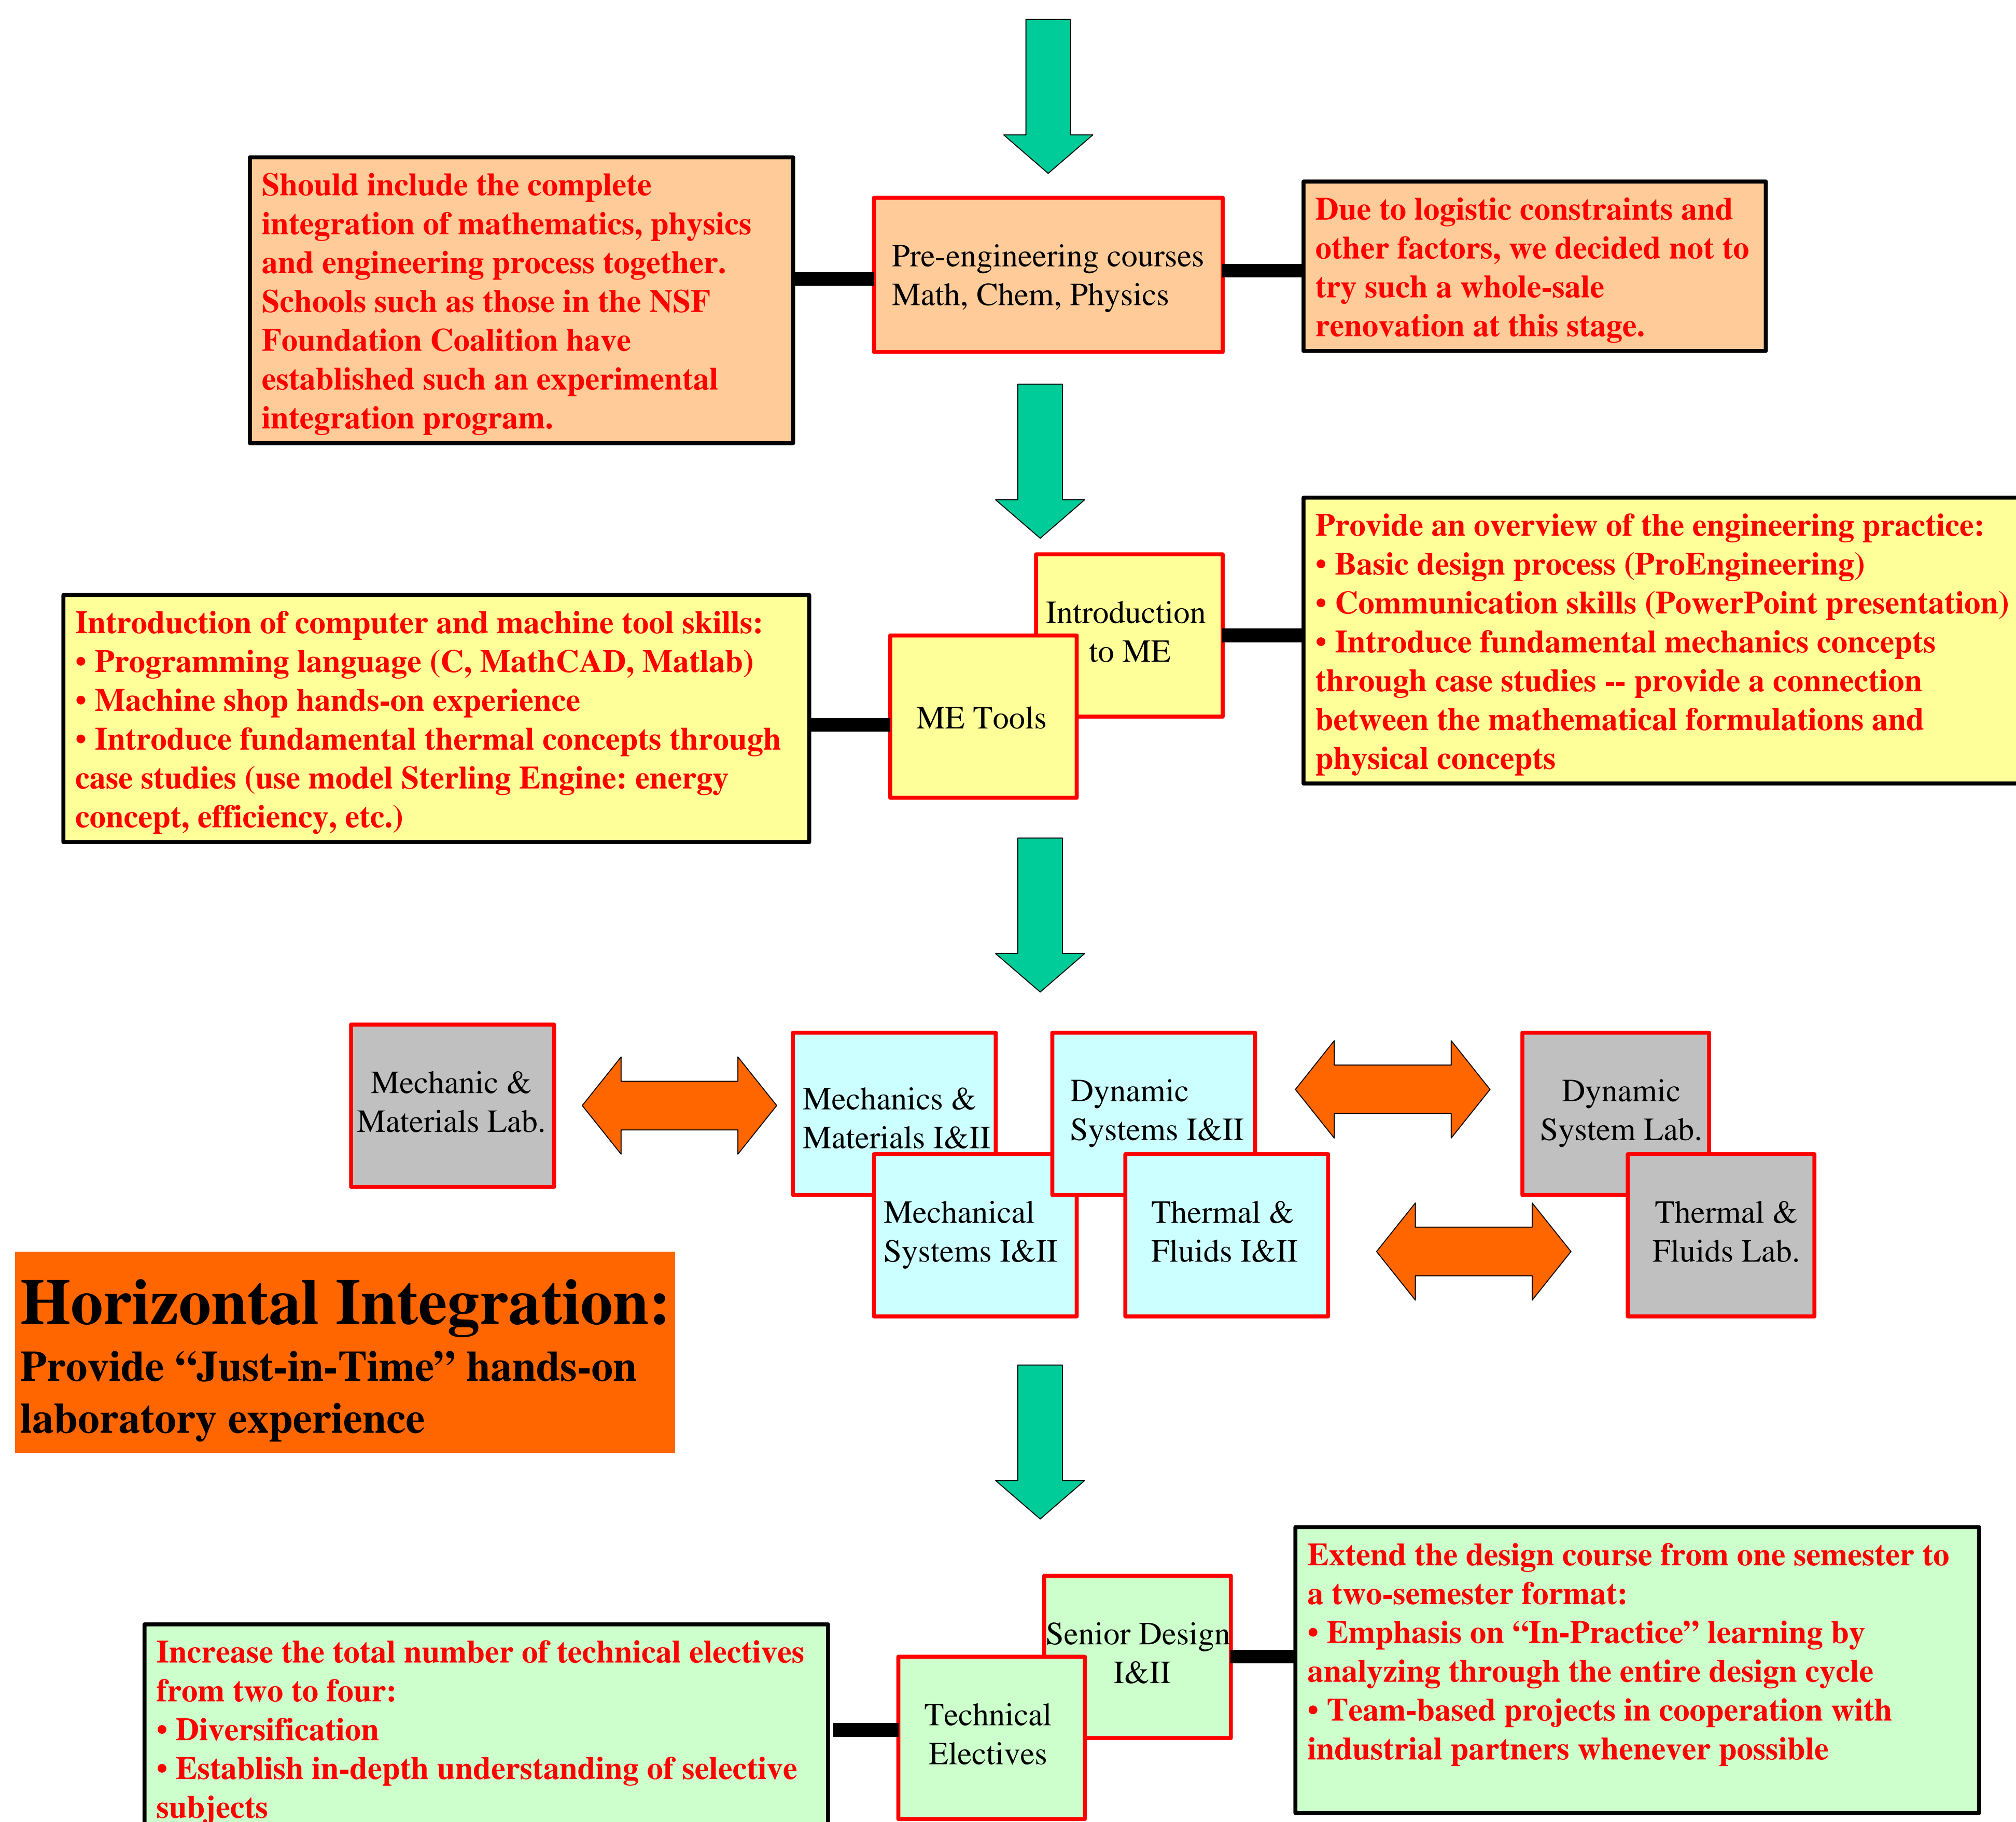 Should include the complete
integration of mathematics, physics
and engineering process together.
Schools such as those in the NSF
Foundation Coalition have
established such an experimental
integration program.
Pre-engineering courses
Math, Chem, Physics
Due to logistic constraints and
other factors, we decided not to
try such a whole-sale
renovation at this stage.
Introduction of computer and machine tool skills:
• Programming language (C, MathCAD, Matlab)
• Machine shop hands-on experience
• Introduce fundamental thermal concepts through
case studies (use model Sterling Engine: energy
concept, efficiency, etc.)
ME Tools
Introduction
to ME
Provide an overview of the engineering practice:
• Basic design process (ProEngineering)
• Communication skills (PowerPoint presentation)
• Introduce fundamental mechanics concepts
through case studies -- provide a connection
between the mathematical formulations and
physical concepts
Mechanic &
Materials Lab.
Mechanics &
Materials I&II
Mechanical
Systems I&II
Dynamic
Systems I&II
Thermal &
Fluids I&II
Dynamic
System Lab.
Thermal &
Fluids Lab.
Horizontal Integration:
Provide “Just-in-Time” hands-on
laboratory experience
Increase the total number of technical electives
from two to four:
• Diversification
• Establish in-depth understanding of selective
subjects
Technical
Electives
Senior Design
I&II
Extend the design course from one semester to
a two-semester format:
• Emphasis on “In-Practice” learning by
analyzing through the entire design cycle
• Team-based projects in cooperation with
industrial partners whenever possible